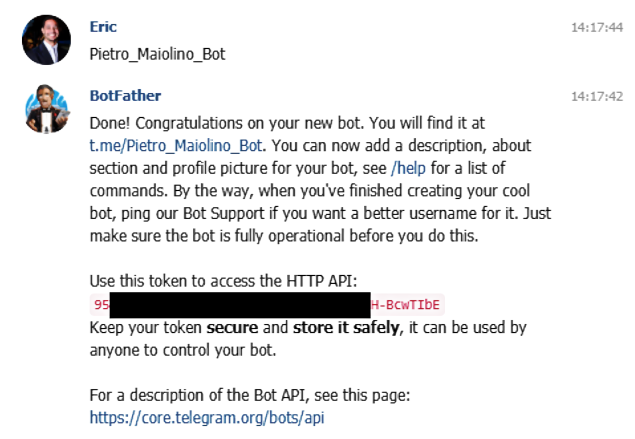 Eric 14:17:44
Pietro_Maiolino_Bot
BotFather 14:17:42
Done! Congratulations on your new bot. You will find it at
t.me/Pietro_Maiolino_Bot. You can now add a description, about
section and profile picture for your bot, see /help for a list of
commands. By the way, when you've finished creating your cool
bot, ping our Bot Support if you want a better username for it. Just
make sure the bot is fully operational before you do this.
Use this token to access the HTTP API:
95 H-BcwTIbE
Keep your token secure and store it safely, it can be used by
anyone to control your bot.
For a description of the Bot API, see this page:
https://core.telegram.org/bots/api